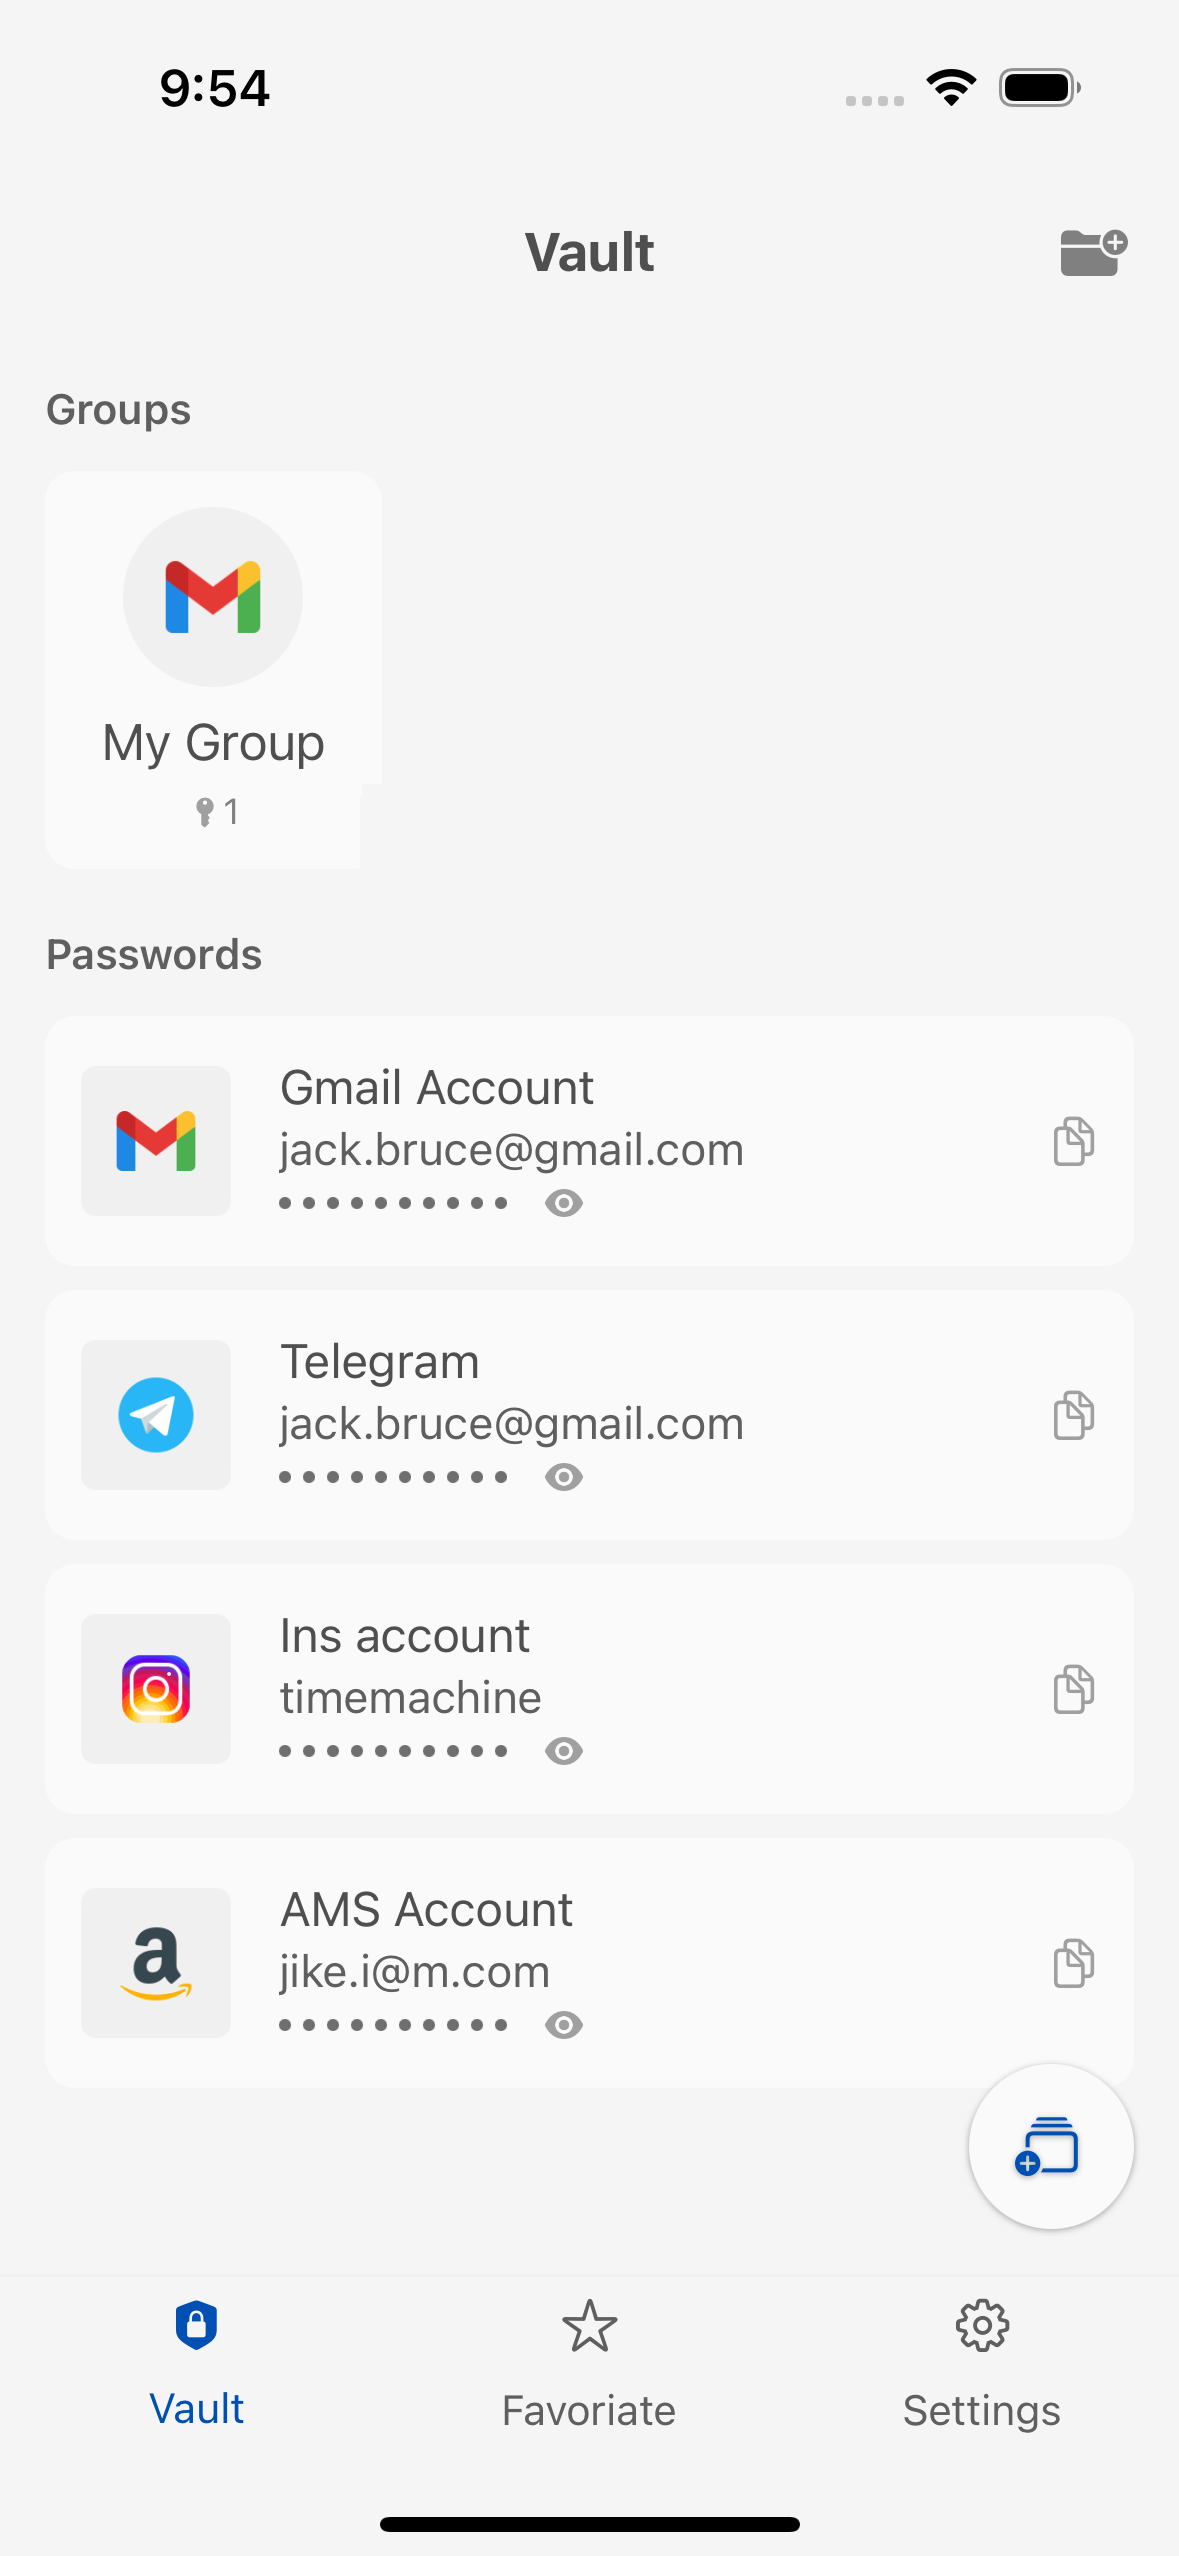 9:54
Vault
Groups
My Group
1
Passwords
Gmail Account
jack.bruce@gmail.com
Telegram
jack.bruce@gmail.com
Ins account
timemachine
AMS Account
jike.i@m.com
Vault
Favoriate
Settings